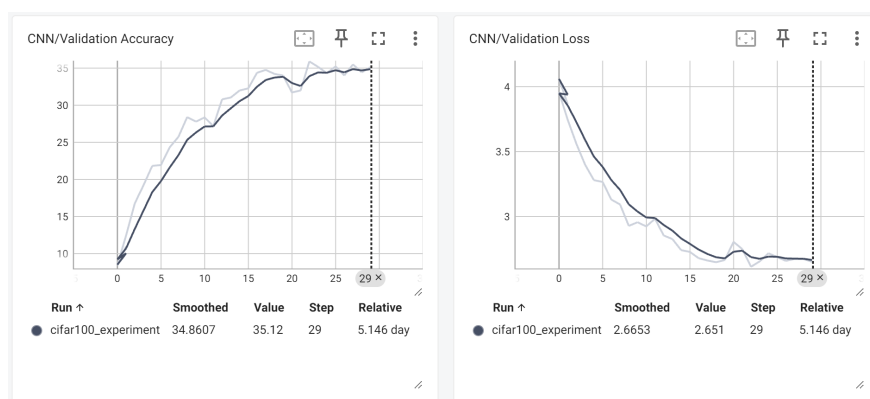 CNN/Validation Accuracy
35
30
25
20
15
10
0 5 10 15 20 25 29 ×
Run ↑ Smoothed Value Step Relative
cifar100_experiment 34.8607 35.12 29 5.146 day
CNN/Validation Loss
4
3.5
3
0 5 10 15 20 25 29 ×
Run ↑ Smoothed Value Step Relative
cifar100_experiment 2.6653 2.651 29 5.146 day